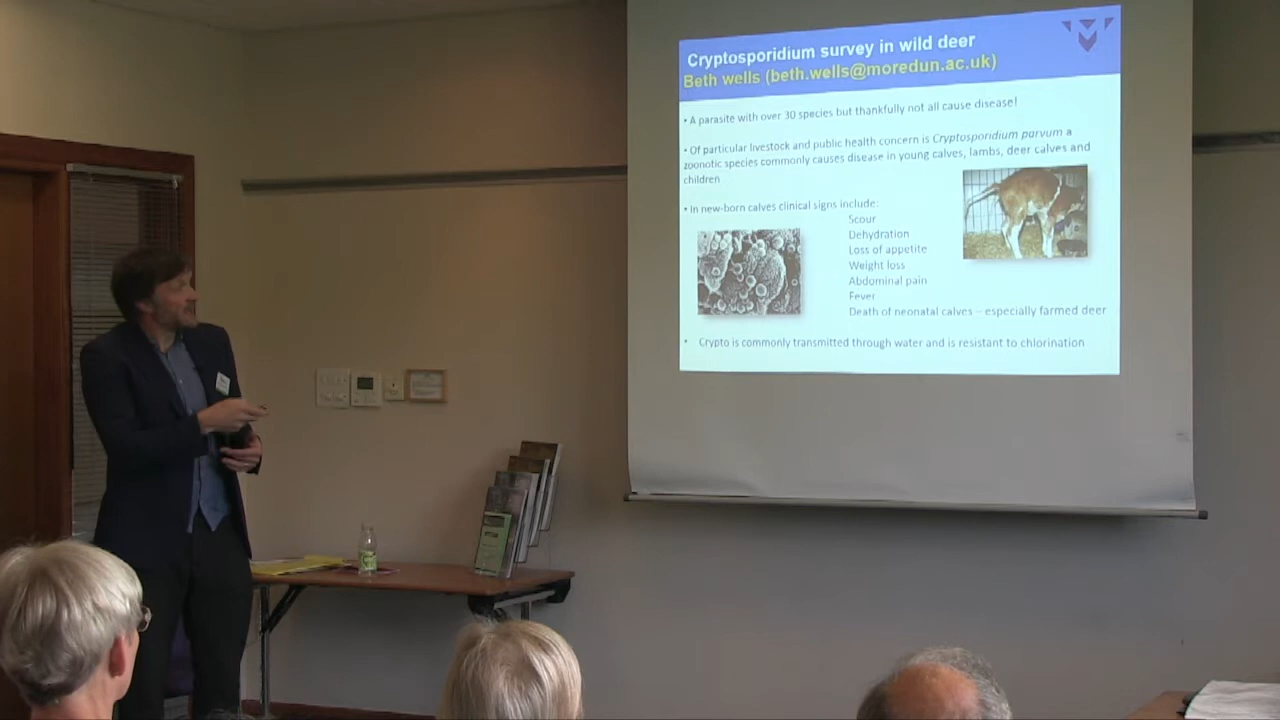 Cryptosporidium survey in wild deer
Beth wells (beth.wells@moredun.ac.uk)
• A parasite with over 30 species but thankfully not all cause disease!
• Of particular livestock and public health concern is Cryptosporidium parvum a
zoonotic species commonly causes disease in young calves, lambs, deer calves and
children
• In new-born calves clinical signs include:
Scour
Dehydration
Loss of appetite
Weight loss
Abdominal pain
Fever
Death of neonatal calves – especially farmed deer
• Crypto is commonly transmitted through water and is resistant to chlorination